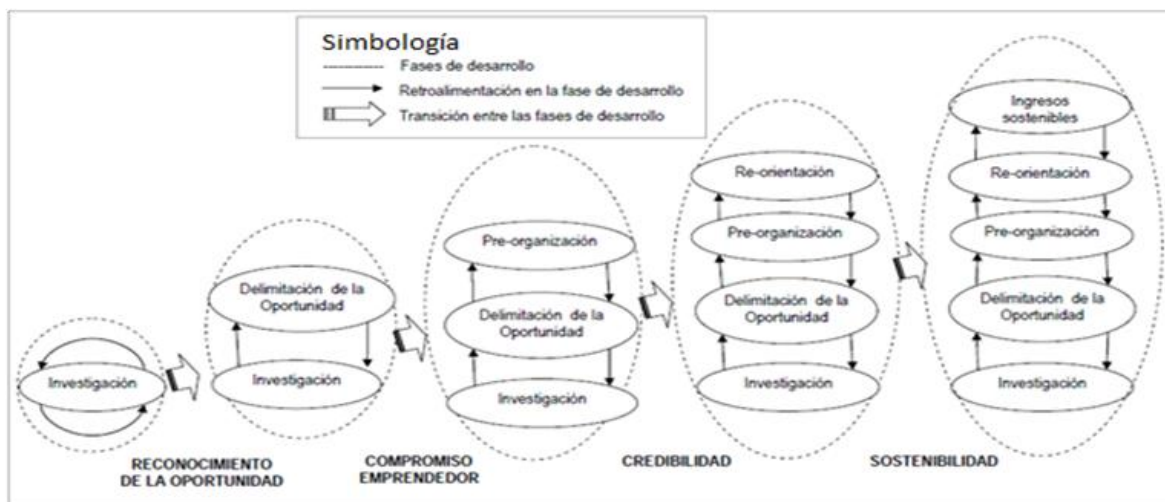 Simbología
Fases de desarrollo
Retroalimentación en la fase de desarrollo
Transición entre las fases de desarrollo
Investigación
Delimitación de la
Oportunidad
Investigación
Pre-organización
Delimitación de la
Oportunidad
Investigación
Re-orientación
Pre-organización
Delimitación de la
Oportunidad
Investigación
Ingresos
sostenibles
Re-orientación
Pre-organización
Delimitación de la
Oportunidad
Investigación
RECONOCIMIENTO
DE LA OPORTUNIDAD
COMPROMISO
EMPRENDEDOR
CREDIBILIDAD
SOSTENIBILIDAD